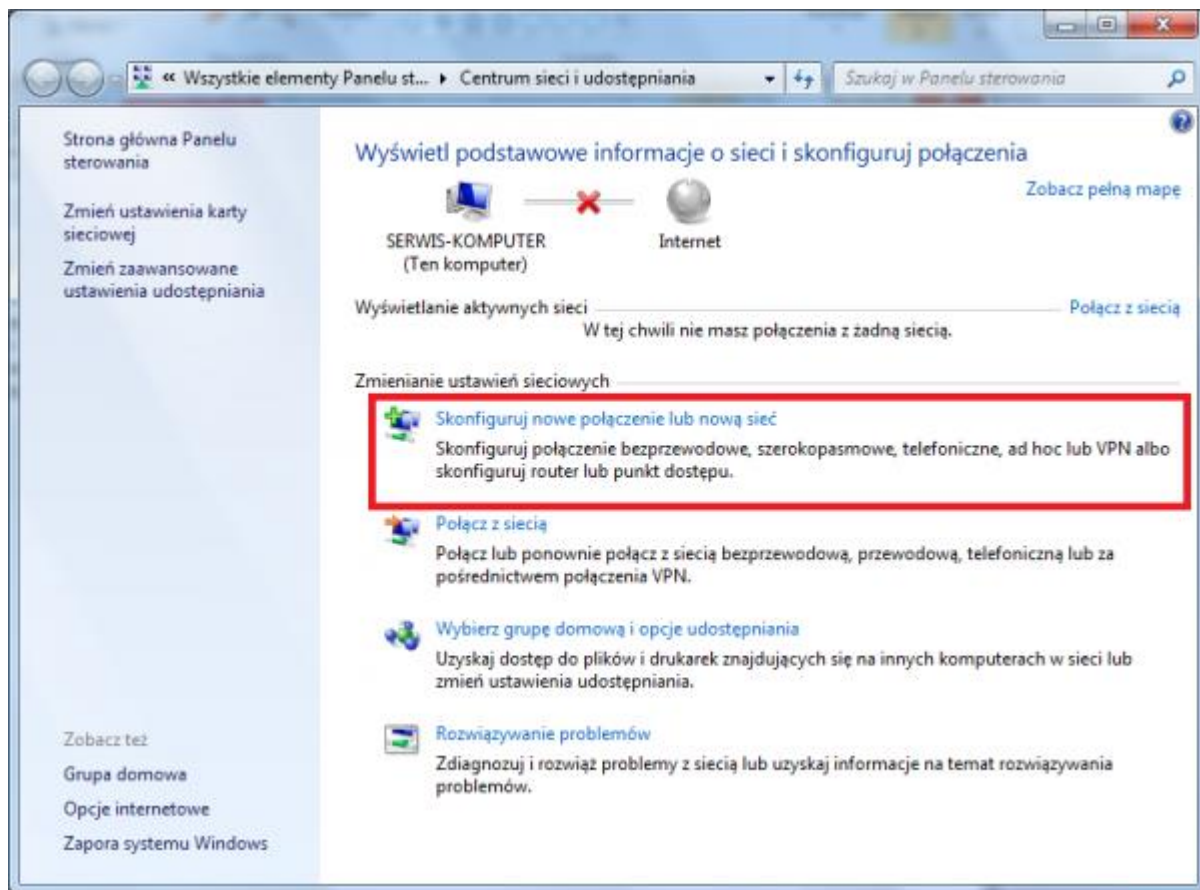 « Wszystkie elementy Panelu st... Centrum sieci i udostępniania
Szukaj w Panelu sterowania
Strona główna Panelu
sterowania
Zmień ustawienia karty
sieciowej
Zmień zaawansowane
ustawienia udostępniania
Wyświetl podstawowe informacje o sieci i skonfiguruj połączenia
Zobacz pełną mapę
SERWIS-KOMPUTER
(Ten komputer)
Internet
Wyświetlanie aktywnych sieci
Połącz z siecią
W tej chwili nie masz połączenia z żadną siecią.
Zmienianie ustawień sieciowych
Skonfiguruj nowe połączenie lub nową sieć
Skonfiguruj połączenie bezprzewodowe, szerokopasmowe, telefoniczne, ad hoc lub VPN albo
skonfiguruj router lub punkt dostępu.
Połącz z siecią
Połącz lub ponownie połącz z siecią bezprzewodową, przewodową, telefoniczną lub za
pośrednictwem połączenia VPN.
Wybierz grupę domową i opcje udostępniania
Uzyskaj dostęp do plików i drukarek znajdujących się na innych komputerach w sieci lub
zmień ustawienia udostępniania.
Rozwiązywanie problemów
Zdiagnozuj i rozwiąż problemy z siecią lub uzyskaj informacje na temat rozwiązywania
problemów.
Zobacz też
Grupa domowa
Opcje internetowe
Zapora systemu Windows